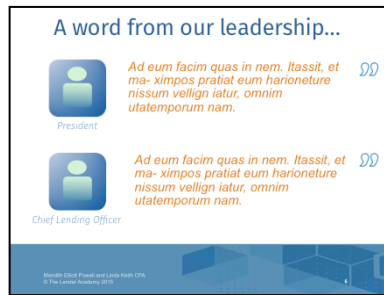 A word from our leadership...
Ad eum facim quas in nem. Itassit, et
ma- ximpos pratiat eum harioneture
nissum vellign iatur, omnim
utatemporum nam.
President
Ad eum facim quas in nem. Itassit, et
ma- ximpos pratiat eum harioneture
nissum vellign iatur, omnim
utatemporum nam.
Chief Lending Officer
Meridith Elliott Powell and Linda Keith CPA
© The Lender Academy 2015
6